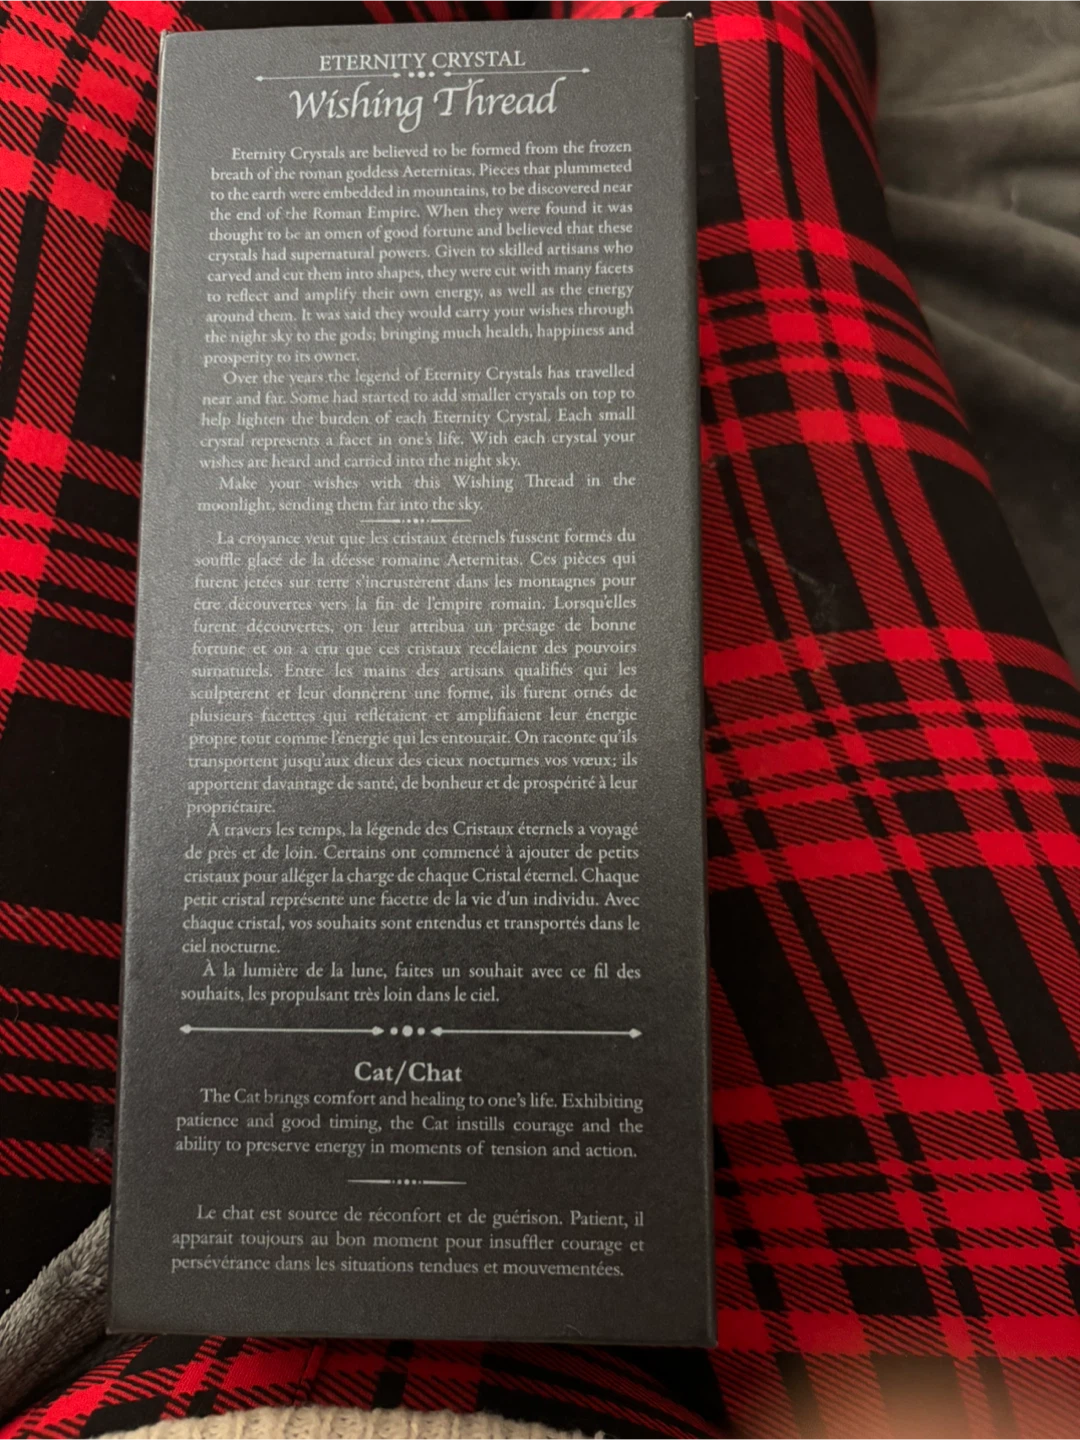 ETERNITY CRYSTAL
Wishing Thread
Eternity Crystals are believed to be formed from the frozen
breath of the roman goddess Aeternitas. Pieces that plummeted
to the earth were embedded in mountains, to be discovered near
the end of the Roman Empire. When they were found it was
thought to be an omen of good fortune and believed that these
crystals had supernatural powers. Given to skilled artisans who
carved and cut them into shapes, they were cut with many facets
to reflect and amplify their own energy, as well as the energy
around them. It was said they would carry your wishes through
the night sky to the gods; bringing much health, happiness and
prosperity to its owner.
Over the years the legend of Eternity Crystals has travelled
near and far. Some had started to add smaller crystals on top to
help lighten the burden of each Eternity Crystal. Each small
crystal represents a facet in one's life. With each crystal your
wishes are heard and carried into the night sky.
Make your wishes with this Wishing Thread in the
moonlight, sending them far into the sky.
La croyance veut que les cristaux éternels fussent formés du
souffle glacé de la déesse romaine Aeternitas. Ces pièces qui
furent jetées sur terre s'incrustèrent dans les montagnes pour
être découvertes vers la fin de l'empire romain. Lorsqu'elles
furent découvertes, on leur attribua un présage de bonne
fortune et on a cru que ces cristaux recélaient des pouvoirs
surnaturels. Entre les mains des artisans qualifiés qui les
sculptèrent et leur donnèrent une forme, ils furent ornés de
plusieurs facettes qui reflétaient et amplifiaient leur énergie
propre tout comme l'énergie qui les entourait. On raconte qu'ils
transportent jusqu'aux dieux des cieux nocturnes vos vœux; ils
apportent davantage de santé, de bonheur et de prospérité à leur
propriétaire.
À travers les temps, la légende des Cristaux éternels a voyagé
de près et de loin. Certains ont commencé à ajouter de petits
cristaux pour alléger la charge de chaque Cristal éternel. Chaque
petit cristal représente une facette de la vie d'un individu. Avec
chaque cristal, vos souhaits sont entendus et transportés dans le
ciel nocturne.
À la lumière de la lune, faites un souhait avec ce fil des
souhaits, les propulsant très loin dans le ciel.
Cat/Chat
The Cat brings comfort and healing to one's life. Exhibiting
patience and good timing, the Cat instills courage and the
ability to preserve energy in moments of tension and action.
Le chat est source de réconfort et de guérison. Patient, il
apparait toujours au bon moment pour insuffler courage et
persévérance dans les situations tendues et mouvementées.